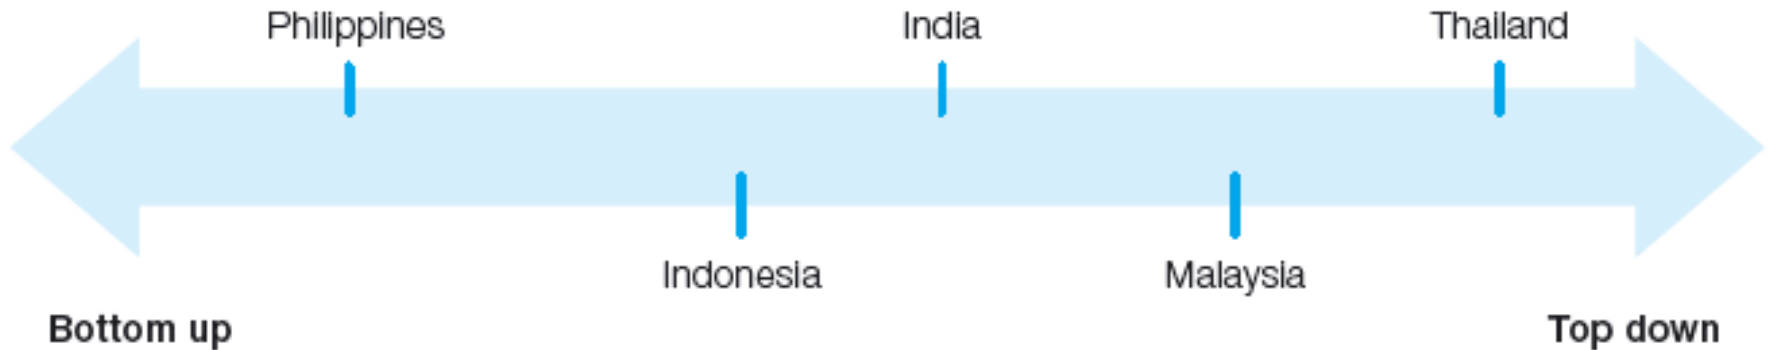 Philippines
India
Thailand
Indonesia
Malaysia
Bottom up
Top down